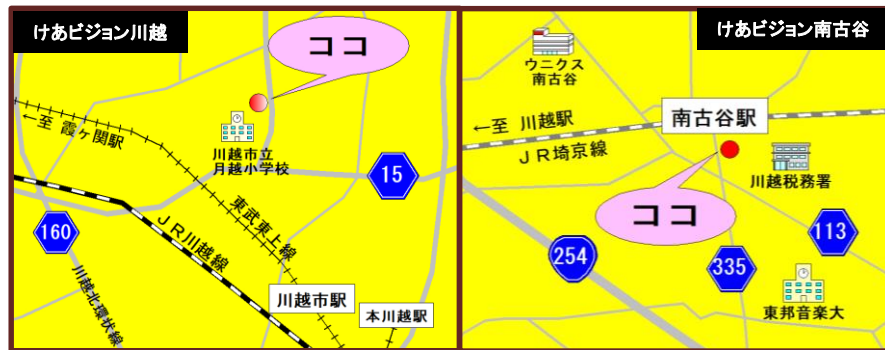 けあビジョン川越
ココ
←至 霞ヶ関駅
川越市立
月越小学校
15
東武東上線
160
JR川越線
川越北環状線
川越市駅
本川越駅
けあビジョン南古谷
ウニクス
南古谷
南古谷駅
←至 川越駅
JR埼京線
川越税務署
ココ
113
254
335
東邦音楽大